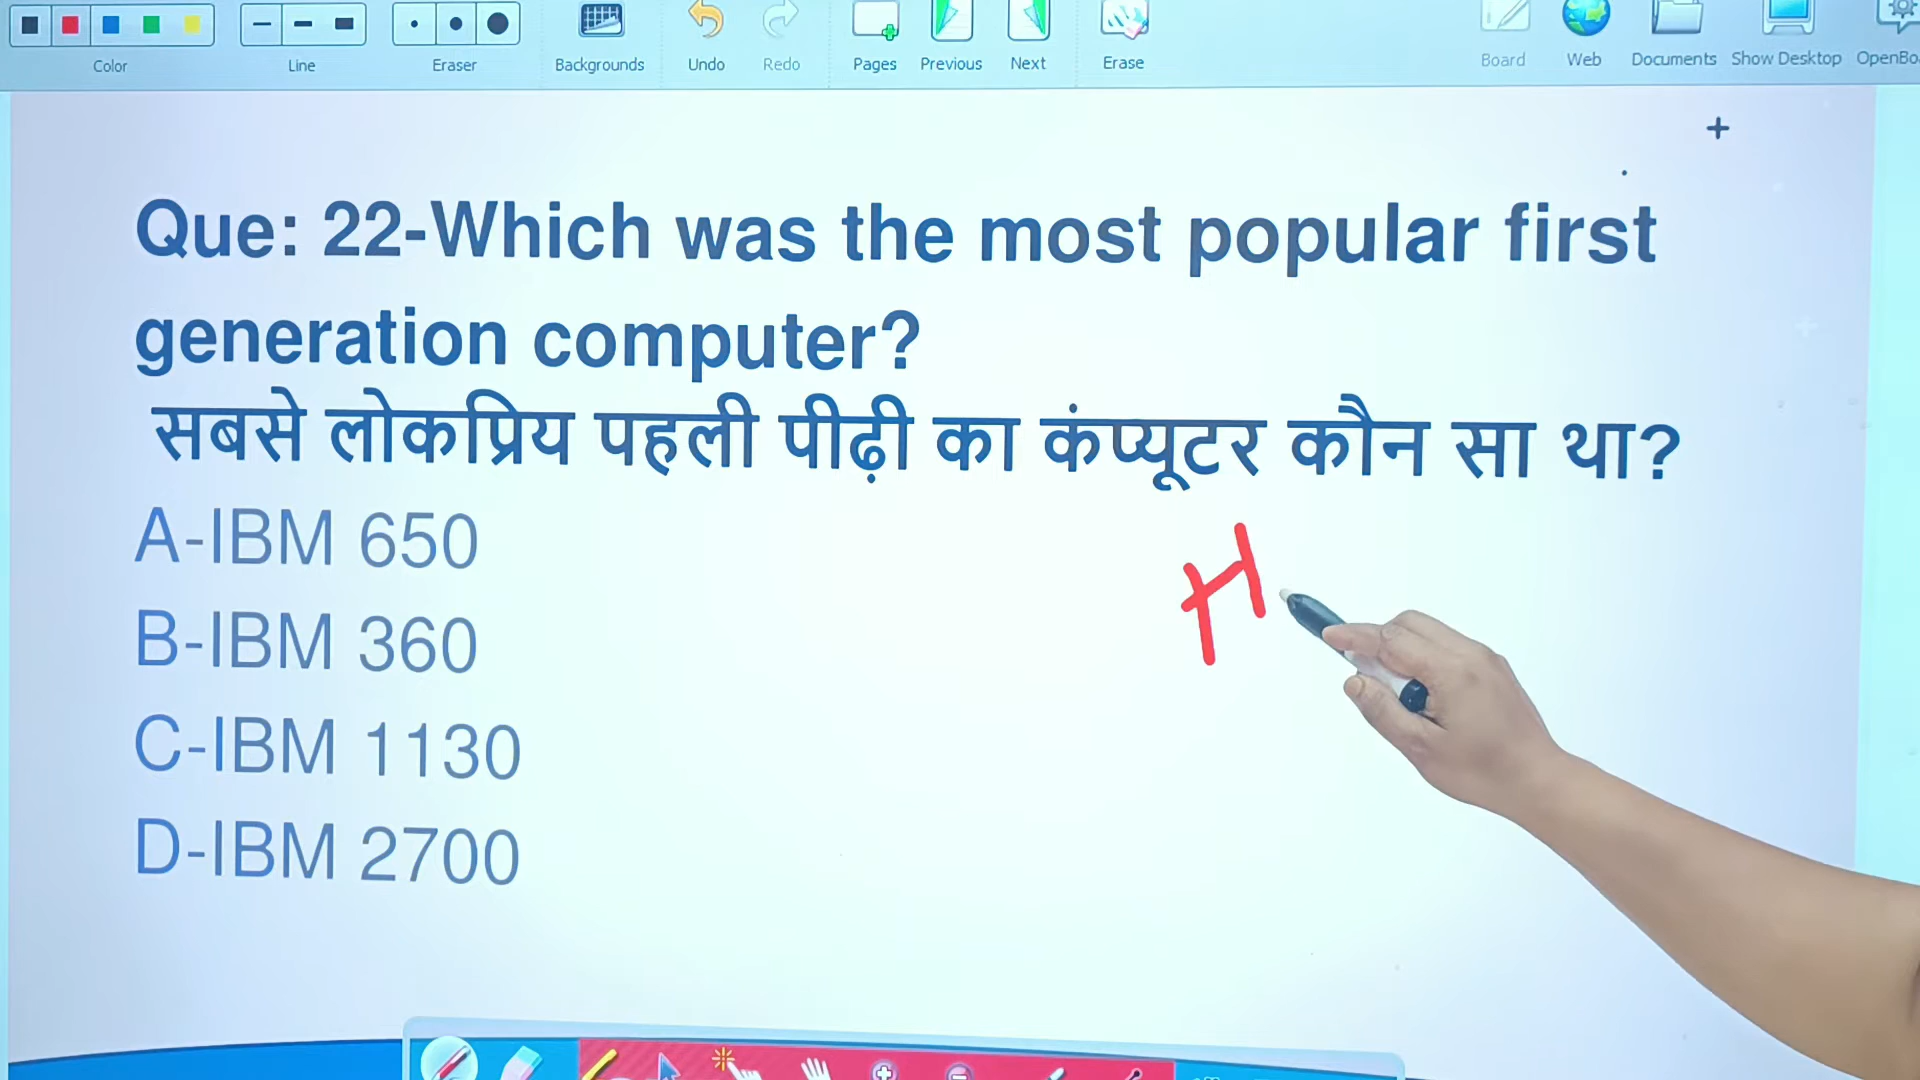 Color
Line
Eraser
Backgrounds
Undo
Redo
Pages
Previous
Next
Erase
Board
Web
Documents
Show Desktop
Que: 22-Which was the most popular first
generation computer?
सबसे लोकप्रिय पहली पीढ़ी का कंप्यूटर कौन सा था?
A-IBM 650
B-IBM 360
C-IBM 1130
D-IBM 2700
H